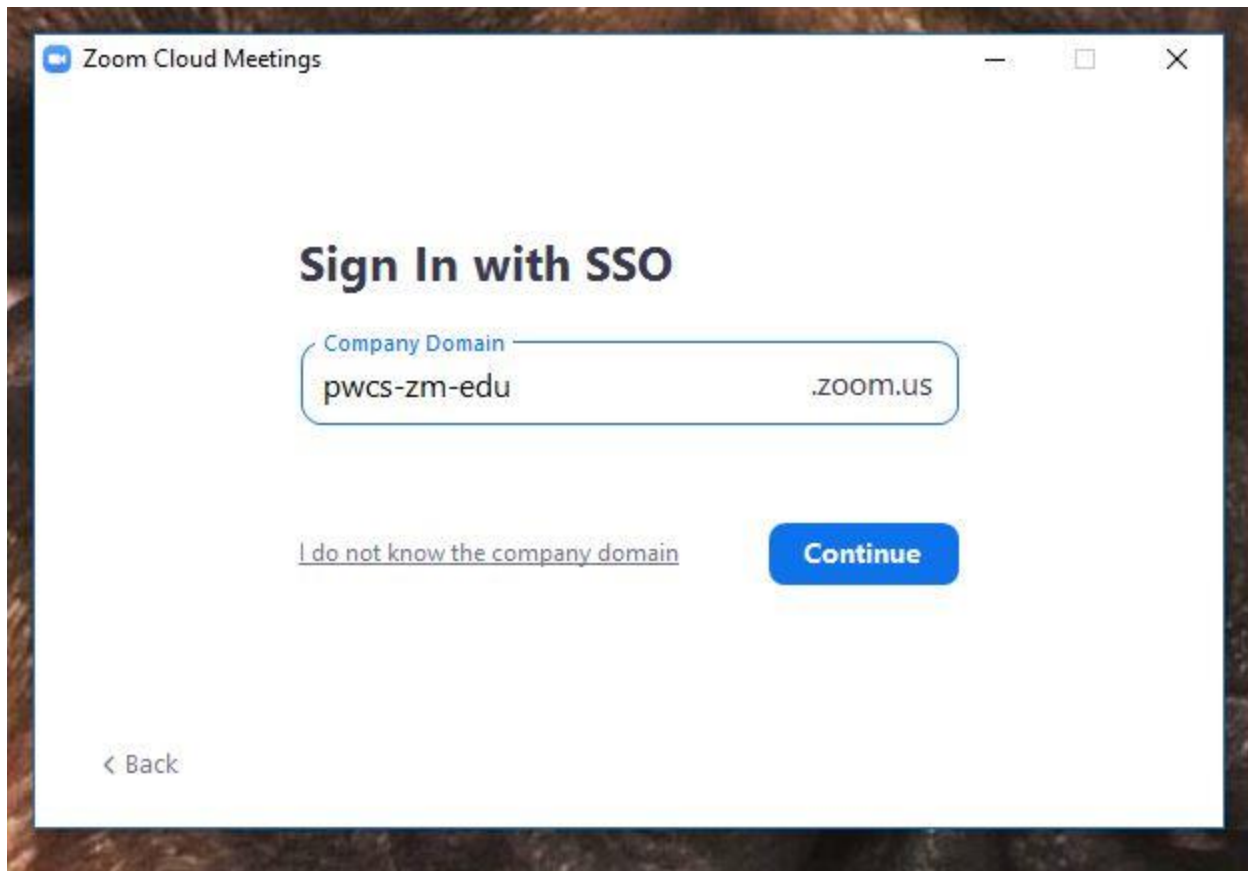 Zoom Cloud Meetings
Sign In with SSO
Company Domain
pwcs-zm-edu .zoom.us
I do not know the company domain Continue
< Back